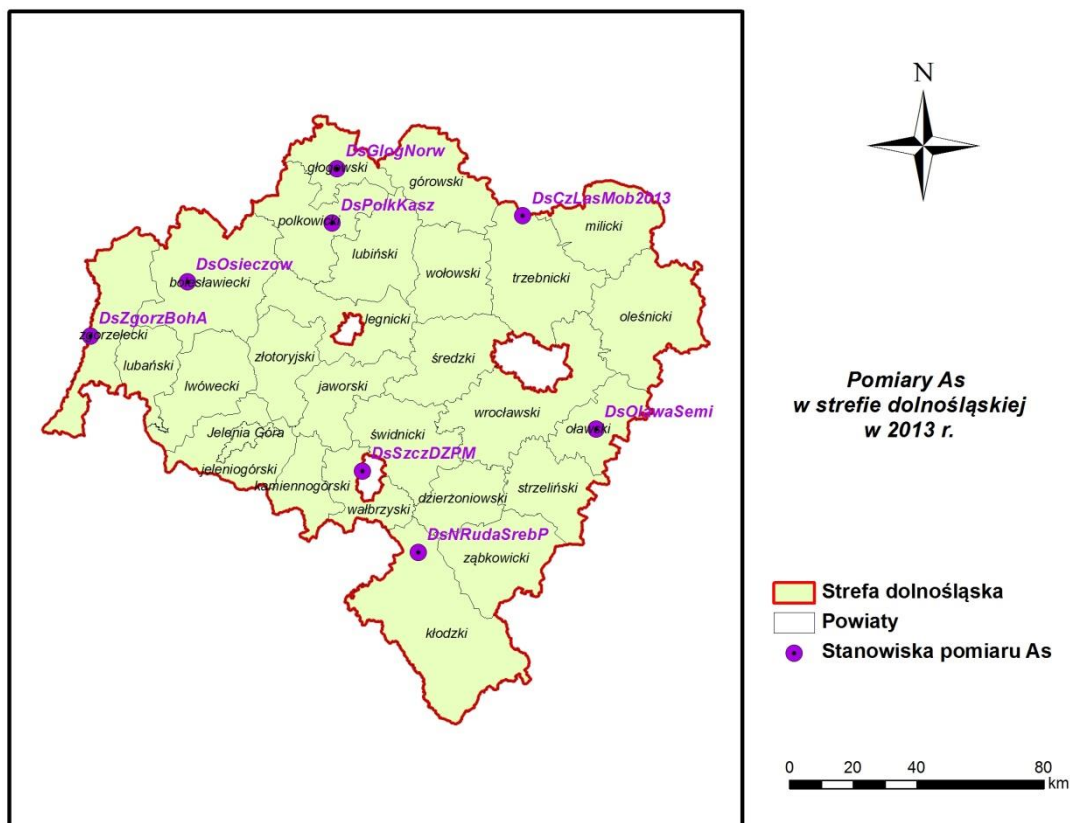 N
DsGlogNorw
głogowski
górowski
DsCzLasMob2013
DsPolkKasz
polkowicki
milicki
lubiński
trzebnicki
wołowski
DsOsieczow
bolesławiecki
DsZgorzBohA
zgorzelecki
legnicki
oleśnicki
lubański
złotoryjski
średzki
lwówecki
jaworski
Pomiary As
w strefie dolnośląskiej
w 2013 r.
wrocławski
DsOlawaSemi
oławski
Jelenia Góra
świdnicki
DsSzczDZPM
jeleniogórski
kamiennogórski
strzeliński
dzierżoniowski
wałbrzyski
DsNRudaSrebP
ząbkowicki
kłodzki
Strefa dolnośląska
Powiaty
Stanowiska pomiaru As
0 20 40 80
km